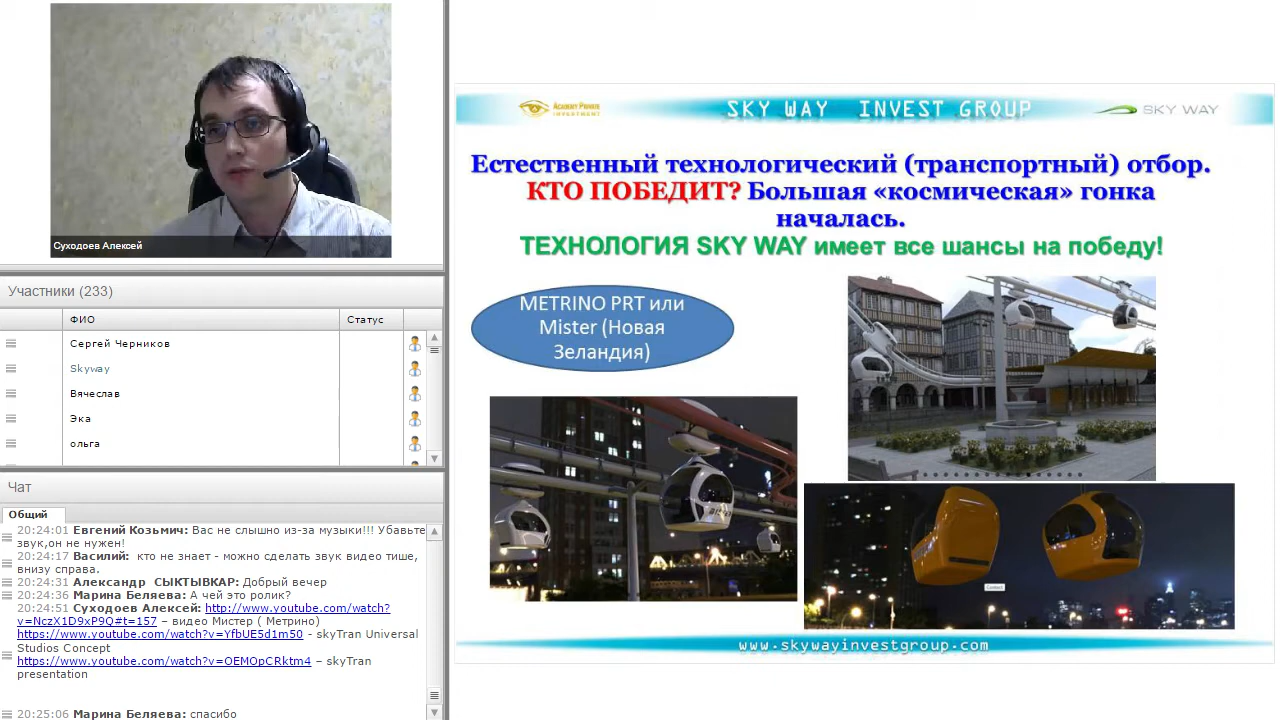 Суходоев Алексей
Участники (233)
ФИО
Статус
Сергей Черников
Skyway
Вячеслав
Эка
ольга
Чат
Общий
20:24:01 Евгений Козьмич: Вас не слышно из-за музыки!!! Убавьте
звук,он не нужен!
20:24:17 Василий: кто не знает - можно сделать звук видео тише,
внизу справа.
20:24:31 Александр СЫКТЫВКАР: Добрый вечер
20:24:36 Марина Беляева: А чей это ролик?
20:24:51 Суходоев Алексей: http://www.youtube.com/watch?
v=NczX1D9xP9Q#t=157 – видео Мистер ( Метрино)
https://www.youtube.com/watch?v=YfbUE5d1m50 - skyTran Universal
Studios Concept
https://www.youtube.com/watch?v=OEMOpCRktm4 – skyTran
presentation
20:25:06 Марина Беляева: спасибо
ACADEMY PRIVATE
INVESTMENT
SKY WAY INVEST GROUP
SKY WAY
Естественный технологический (транспортный) отбор.
КТО ПОБЕДИТ? Большая «космическая» гонка
началась.
ТЕХНОЛОГИЯ SKY WAY имеет все шансы на победу!
METRINO PRT или
Mister (Новая
Зеландия)
www.skywayinvestgroup.com